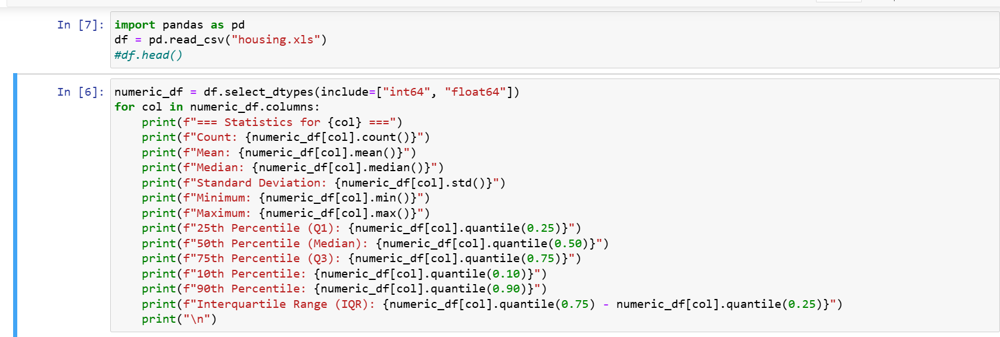 In [7]: import pandas as pd
df = pd.read_csv("housing.xls")
#df.head()
In [6]: numeric_df = df.select_dtypes(include=["int64", "float64"])
for col in numeric_df.columns:
    print(f"=== Statistics for {col} ===")
    print(f"Count: {numeric_df[col].count()}")
    print(f"Mean: {numeric_df[col].mean()}")
    print(f"Median: {numeric_df[col].median()}")
    print(f"Standard Deviation: {numeric_df[col].std()}")
    print(f"Minimum: {numeric_df[col].min()}")
    print(f"Maximum: {numeric_df[col].max()}")
    print(f"25th Percentile (Q1): {numeric_df[col].quantile(0.25)}")
    print(f"50th Percentile (Median): {numeric_df[col].quantile(0.50)}")
    print(f"75th Percentile (Q3): {numeric_df[col].quantile(0.75)}")
    print(f"10th Percentile: {numeric_df[col].quantile(0.10)}")
    print(f"90th Percentile: {numeric_df[col].quantile(0.90)}")
    print(f"Interquartile Range (IQR): {numeric_df[col].quantile(0.75) - numeric_df[col].quantile(0.25)}")
    print("\n")